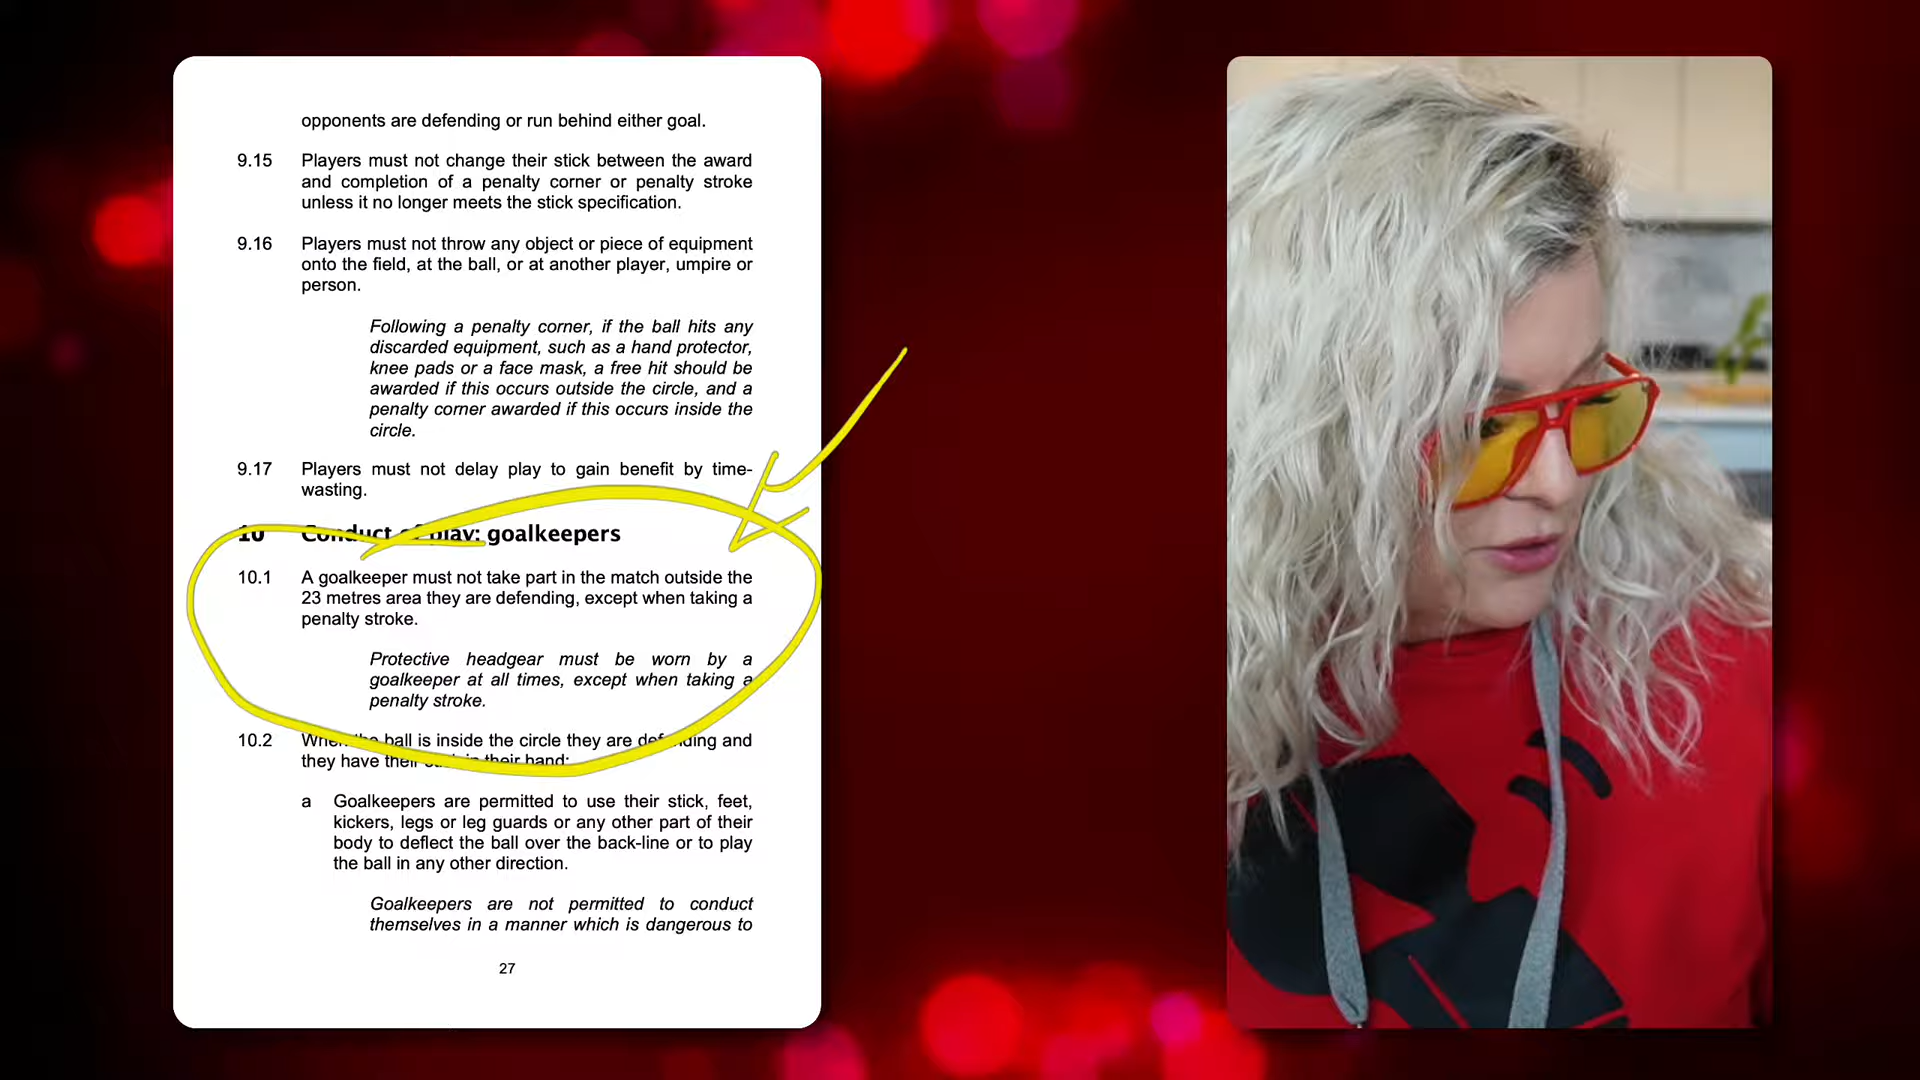 opponents are defending or run behind either goal.
9.15 Players must not change their stick between the award
and completion of a penalty corner or penalty stroke
unless it no longer meets the stick specification.
9.16 Players must not throw any object or piece of equipment
onto the field, at the ball, or at another player, umpire or
person.
Following a penalty corner, if the ball hits any
discarded equipment, such as a hand protector,
knee pads or a face mask, a free hit should be
awarded if this occurs outside the circle, and a
penalty corner awarded if this occurs inside the
circle.
9.17 Players must not delay play to gain benefit by time-
wasting.
10 Conduct of play: goalkeepers
10.1 A goalkeeper must not take part in the match outside the
23 metres area they are defending, except when taking a
penalty stroke.
Protective headgear must be worn by a
goalkeeper at all times, except when taking a
penalty stroke.
10.2 When the ball is inside the circle they are defending and
they have their stick in their hand:
a Goalkeepers are permitted to use their stick, feet,
kickers, legs or leg guards or any other part of their
body to deflect the ball over the back-line or to play
the ball in any other direction.
Goalkeepers are not permitted to conduct
themselves in a manner which is dangerous to
27